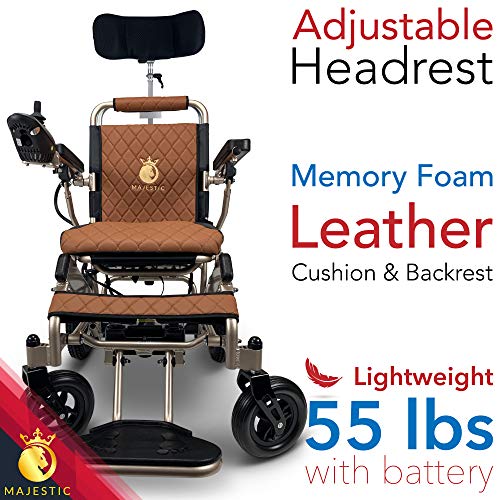 Adjustable
Headrest
MAJESTIC
Memory Foam
Leather
Cushion & Backrest
Lightweight
55 lbs
with battery
MAJESTIC